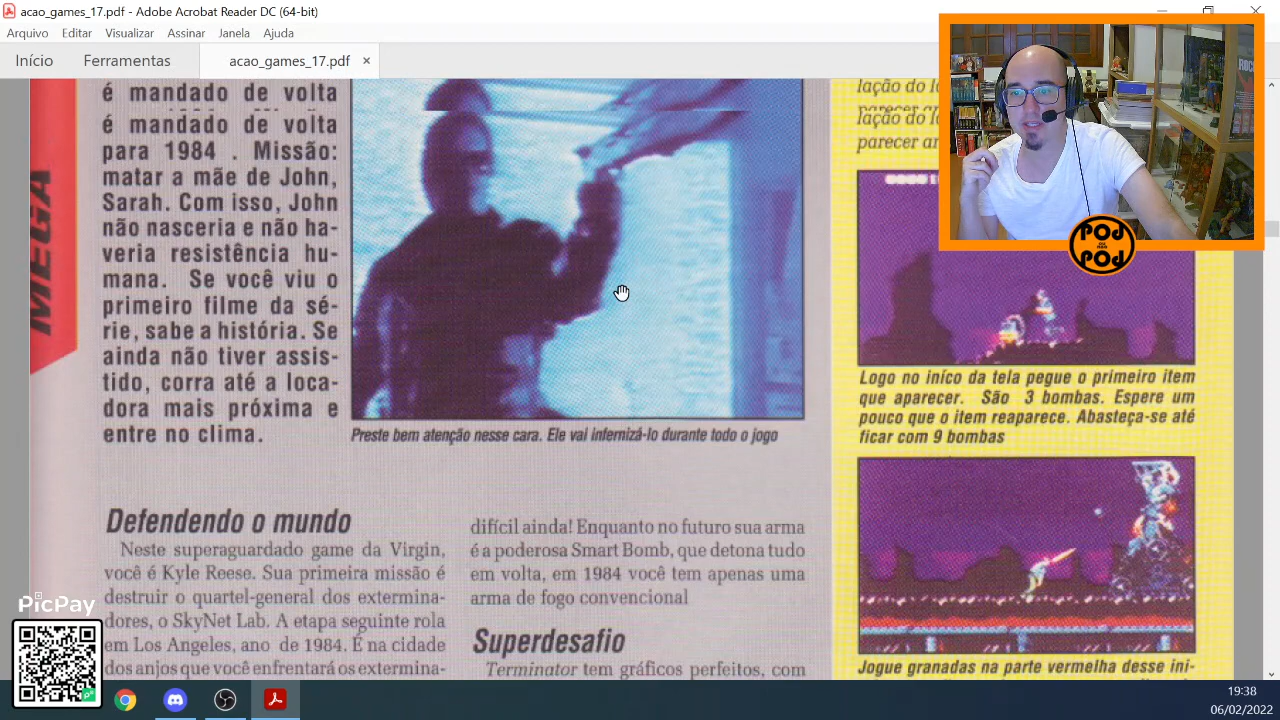 acao_games_17.pdf - Adobe Acrobat Reader DC (64-bit)
Arquivo Editar Visualizar Assinar Janela Ajuda
Início Ferramentas acao_games_17.pdf ×
MEGA
é mandado de volta
é mandado de volta
para 1984 . Missão:
matar a mãe de John,
Sarah. Com isso, John
não nasceria e não ha-
veria resistência hu-
mana. Se você viu o
primeiro filme da sé-
rie, sabe a história. Se
ainda não tiver assis-
tido, corra até a loca-
dora mais próxima e
entre no clima.
Preste bem atenção nesse cara. Ele vai infernizá-lo durante todo o jogo
Defendendo o mundo
Neste superaguardado game da Virgin,
você é Kyle Reese. Sua primeira missão é
destruir o quartel-general dos extermina-
dores, o SkyNet Lab. A etapa seguinte rola
em Los Angeles, ano de 1984. É na cidade
dos anjos que você enfrentará os extermina-
difícil ainda! Enquanto no futuro sua arma
é a poderosa Smart Bomb, que detona tudo
em volta, em 1984 você tem apenas uma
arma de fogo convencional
Superdesafio
Terminator tem gráficos perfeitos, com
lação do l
parecer an
Logo no iníco da tela pegue o primeiro item
que aparecer. São 3 bombas. Espere um
pouco que o item reaparece. Abasteça-se até
ficar com 9 bombas
Jogue granadas na parte vermelha desse ini-
POD
POD
PicPay
19:38
06/02/2022